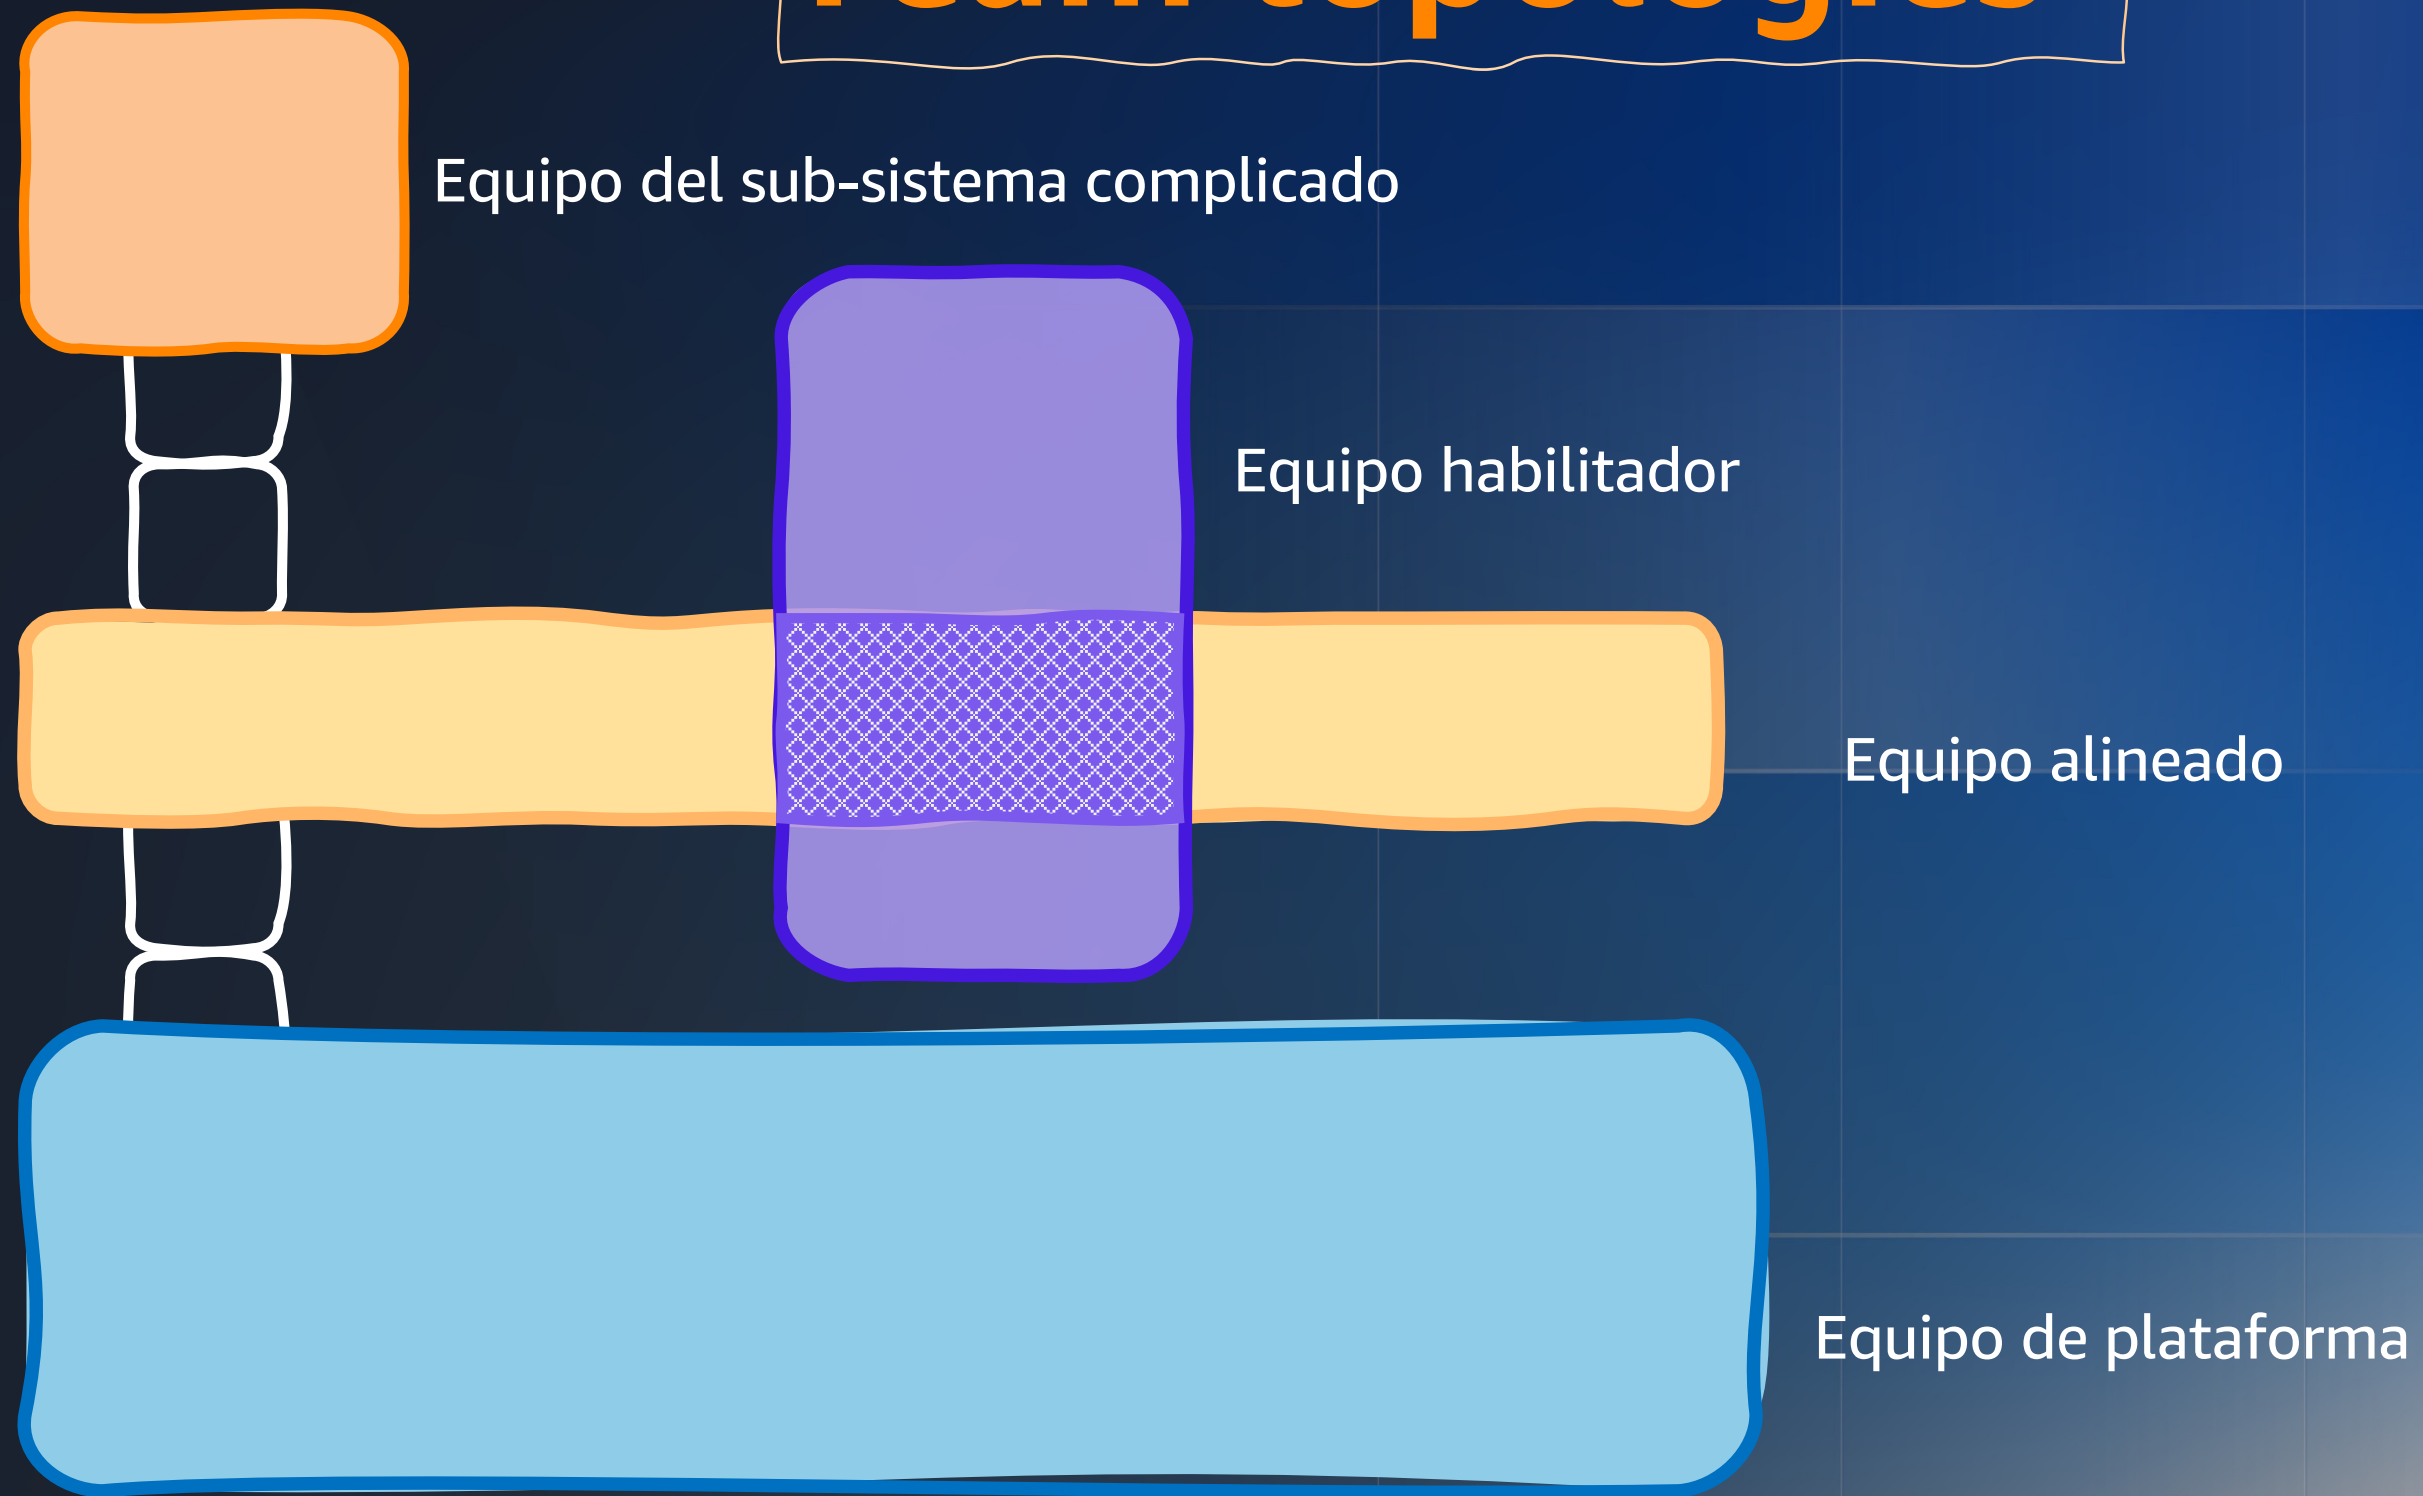 Equipo del sub-sistema complicado
Equipo habilitador
Equipo alineado
Equipo de plataforma